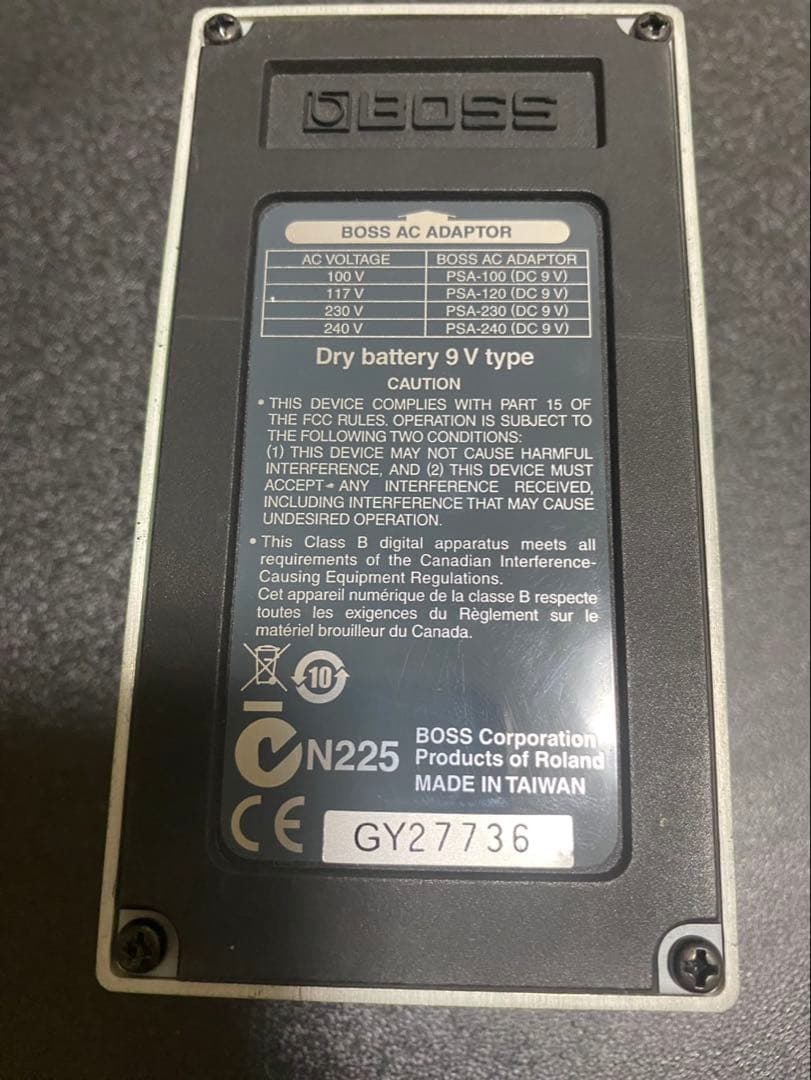 BOSS
BOSS AC ADAPTOR
AC VOLTAGE BOSS AC ADAPTOR
100 V PSA-100 (DC 9 V)
117 V PSA-120 (DC 9 V)
230 V PSA-230 (DC 9 V)
240 V PSA-240 (DC 9 V)
Dry battery 9 V type
CAUTION
• THIS DEVICE COMPLIES WITH PART 15 OF
THE FCC RULES. OPERATION IS SUBJECT TO
THE FOLLOWING TWO CONDITIONS:
(1) THIS DEVICE MAY NOT CAUSE HARMFUL
INTERFERENCE, AND (2) THIS DEVICE MUST
ACCEPT ANY INTERFERENCE RECEIVED,
INCLUDING INTERFERENCE THAT MAY CAUSE
UNDESIRED OPERATION.
• This Class B digital apparatus meets all
requirements of the Canadian Interference-
Causing Equipment Regulations.
Cet appareil numérique de la classe B respecte
toutes les exigences du Règlement sur le
matériel brouilleur du Canada.
10
N225
BOSS Corporation
Products of Roland
MADE IN TAIWAN
CE
GY27736